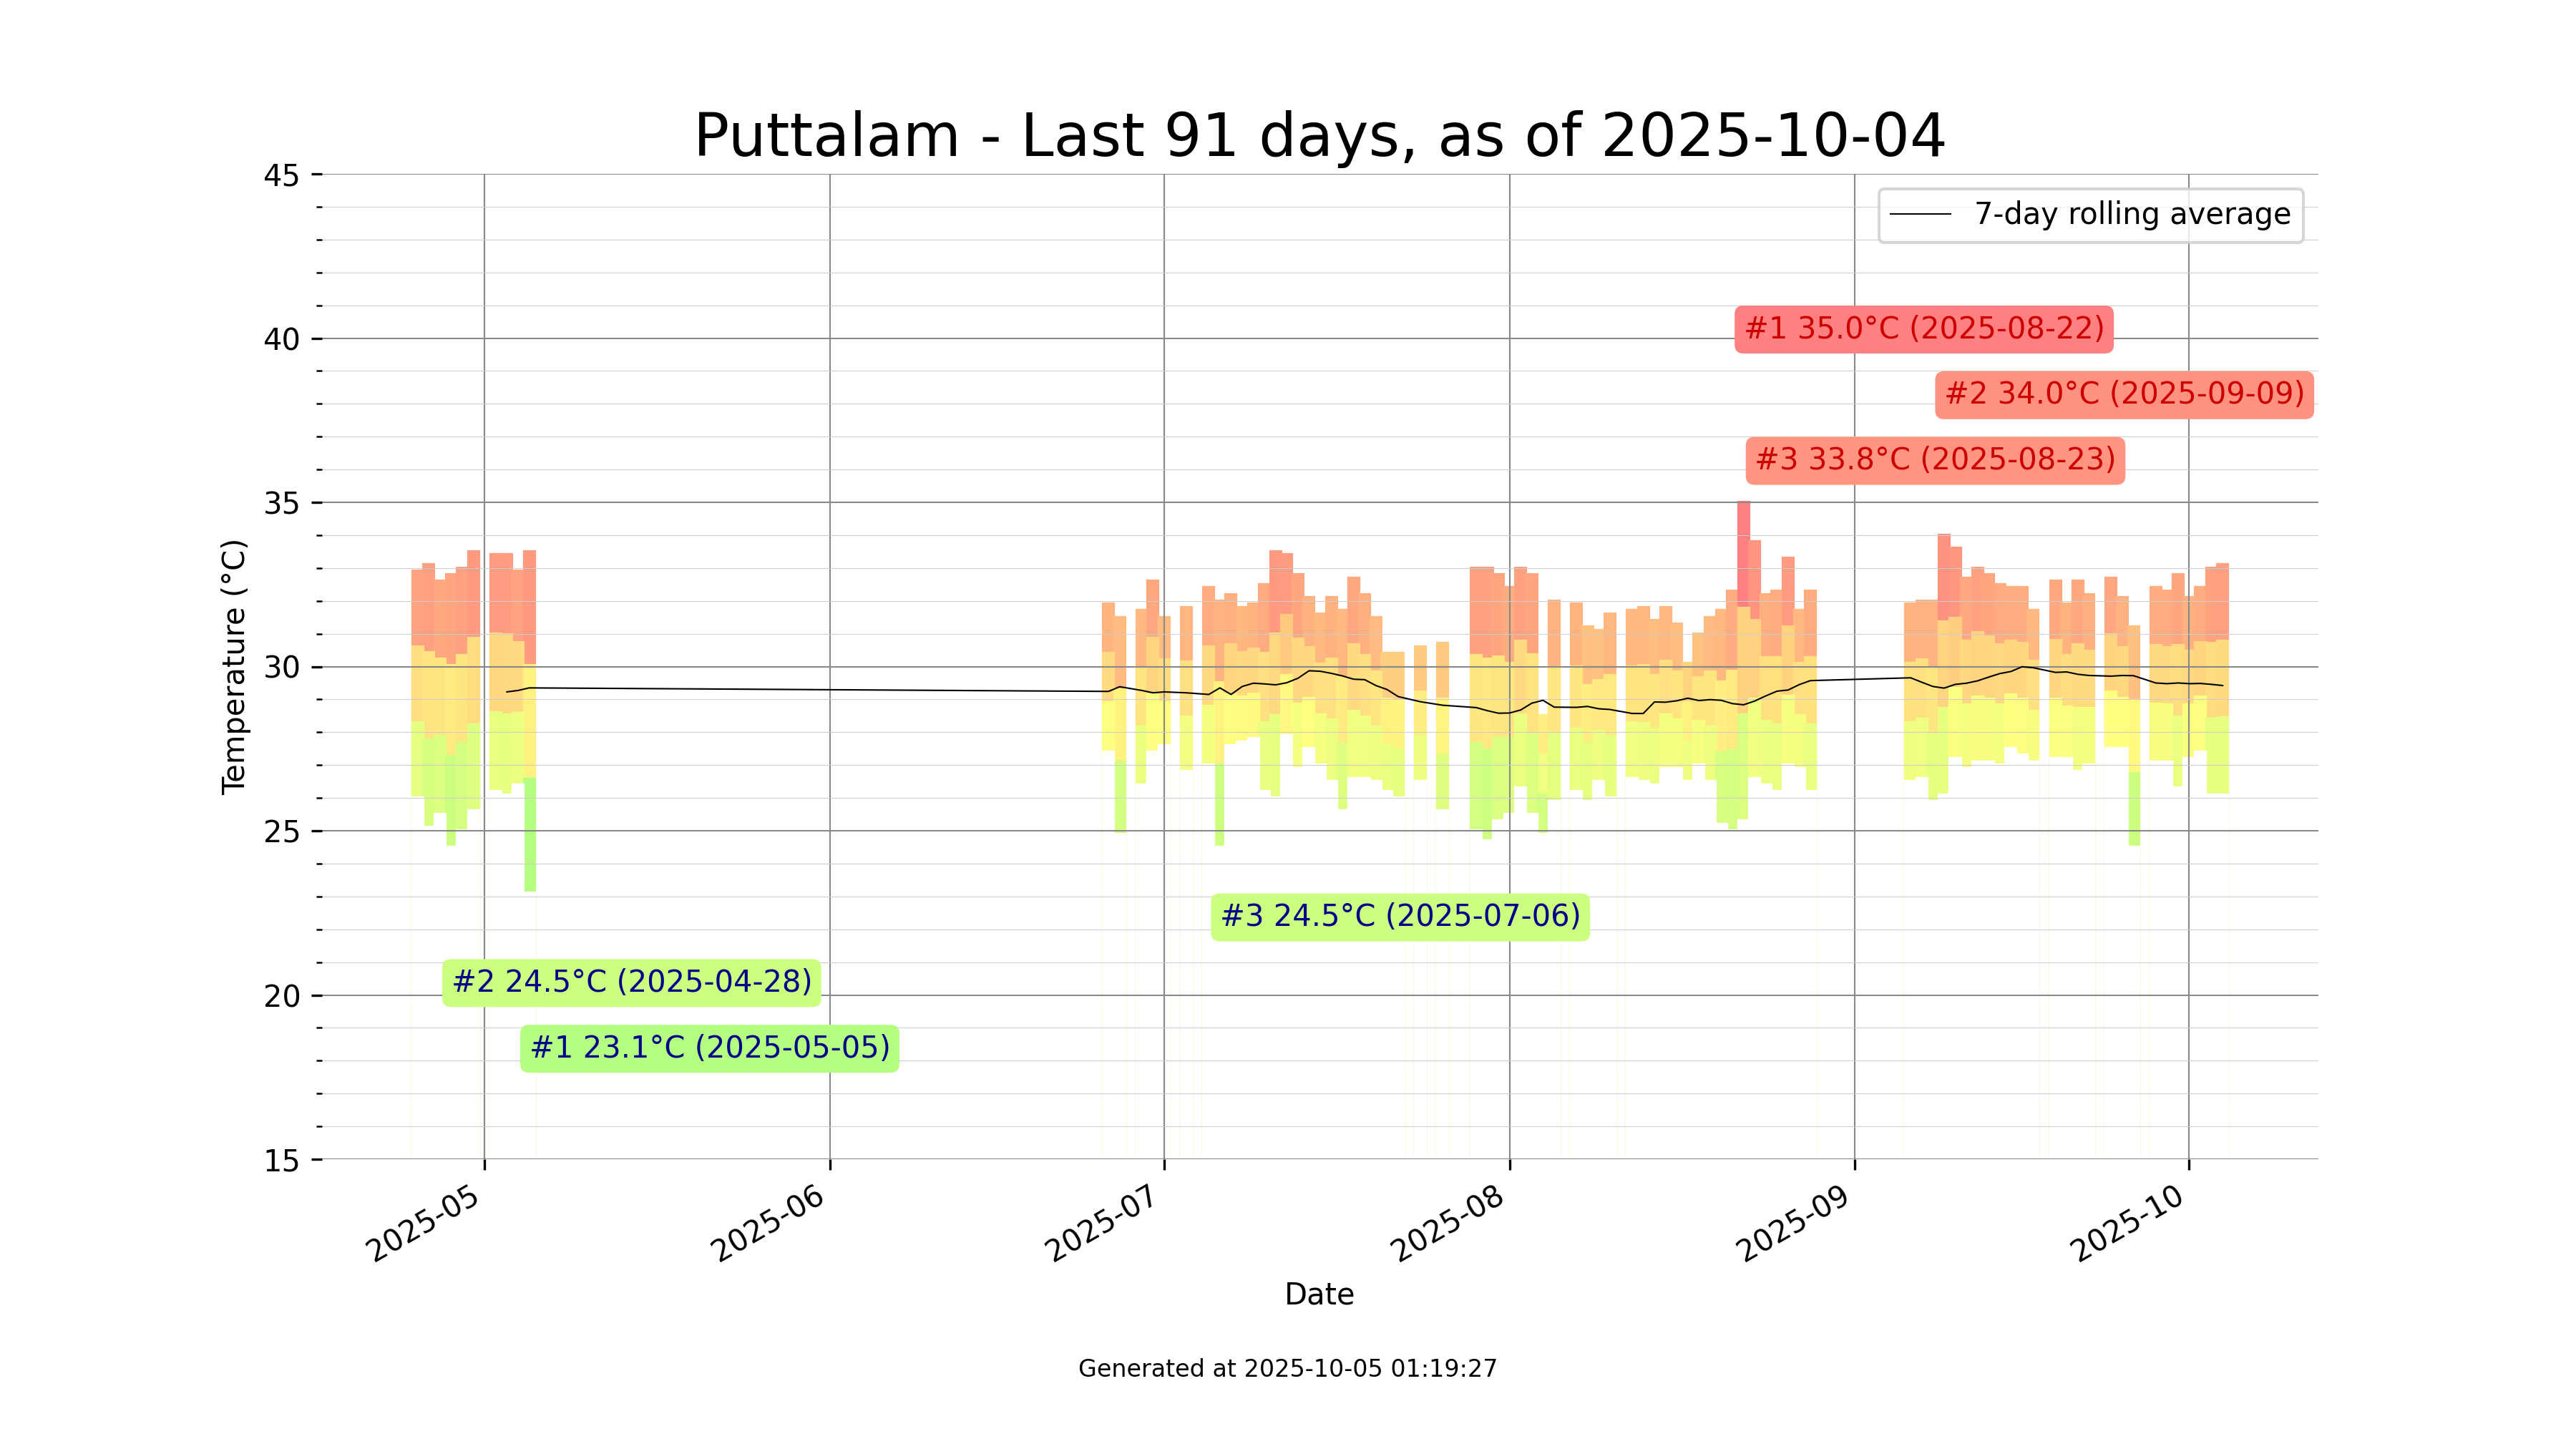 Puttalam - Last 91 days, as of 2025-10-04
7-day rolling average
45
40
35
30
25
20
15
Temperature (°C)
#1 35.0°C (2025-08-22)
#2 34.0°C (2025-09-09)
#3 33.8°C (2025-08-23)
#3 24.5°C (2025-07-06)
#2 24.5°C (2025-04-28)
#1 23.1°C (2025-05-05)
2025-05
2025-06
2025-07
2025-08
2025-09
2025-10
Date
Generated at 2025-10-05 01:19:27